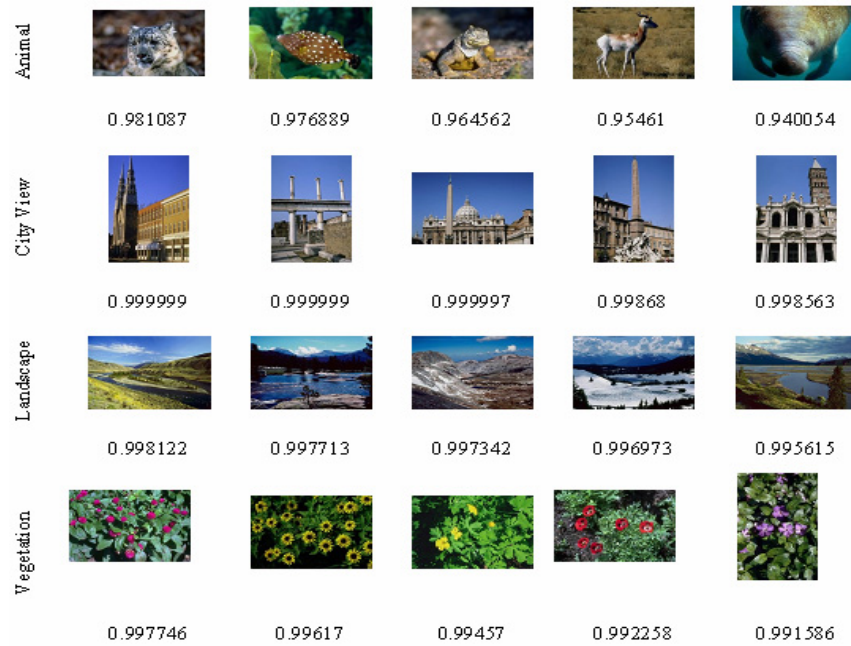 Animal
0.981087 0.976889 0.964562 0.95461 0.940054
City View
0.999999 0.999999 0.999997 0.99868 0.998563
Landscape
0.998122 0.997713 0.997342 0.996973 0.995615
Vegetation
0.997746 0.99617 0.99457 0.992258 0.991586